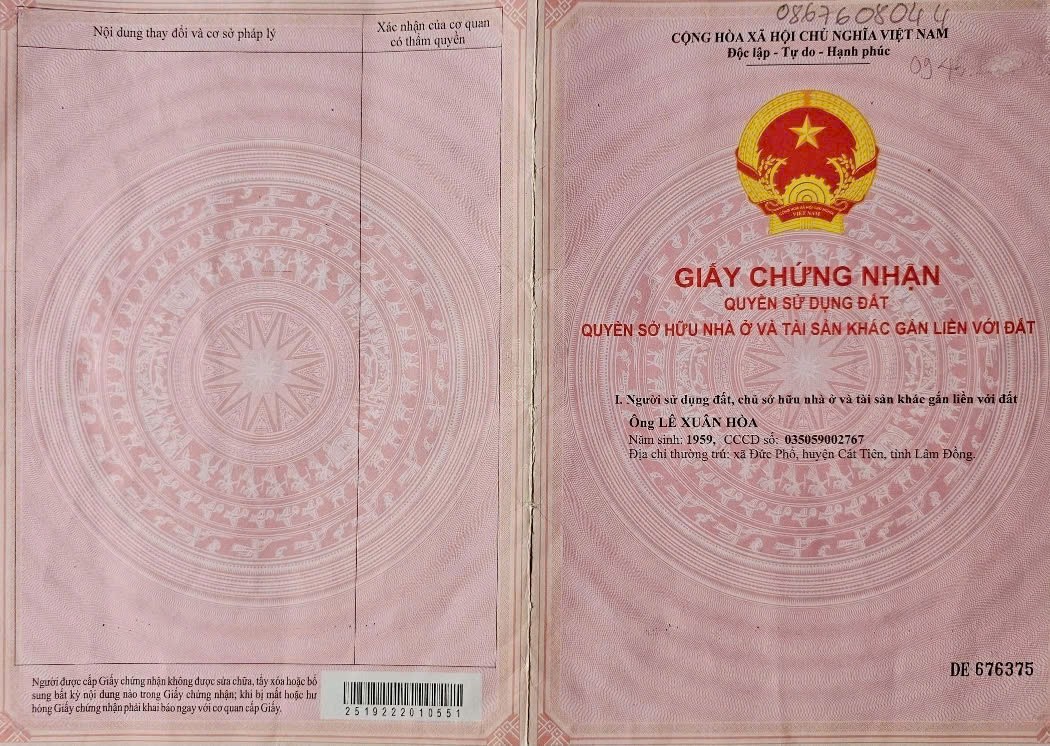 Nội dung thay đổi và cơ sở pháp lý
Xác nhận của cơ quan
có thẩm quyền
Người được cấp Giấy chứng nhận không được sửa chữa, tẩy xóa hoặc bổ
sung bất kỳ nội dung nào trong Giấy chứng nhận; khi bị mất hoặc hư
hỏng Giấy chứng nhận phải khai báo ngay với cơ quan cấp Giấy.
2519222010551
0867608044
CỘNG HÒA XÃ HỘI CHỦ NGHĨA VIỆT NAM
Độc lập - Tự do - Hạnh phúc
VIỆT NAM
GIẤY CHỨNG NHẬN
QUYỀN SỬ DỤNG ĐẤT
QUYỀN SỞ HỮU NHÀ Ở VÀ TÀI SẢN KHÁC GẮN LIỀN VỚI ĐẤT
I. Người sử dụng đất, chủ sở hữu nhà ở và tài sản khác gắn liền với đất
Ông LÊ XUÂN HÒA
Năm sinh: 1959, CCCD số: 035059002767
Địa chỉ thường trú: xã Đức Phổ, huyện Cát Tiên, tỉnh Lâm Đồng.
DE 676375